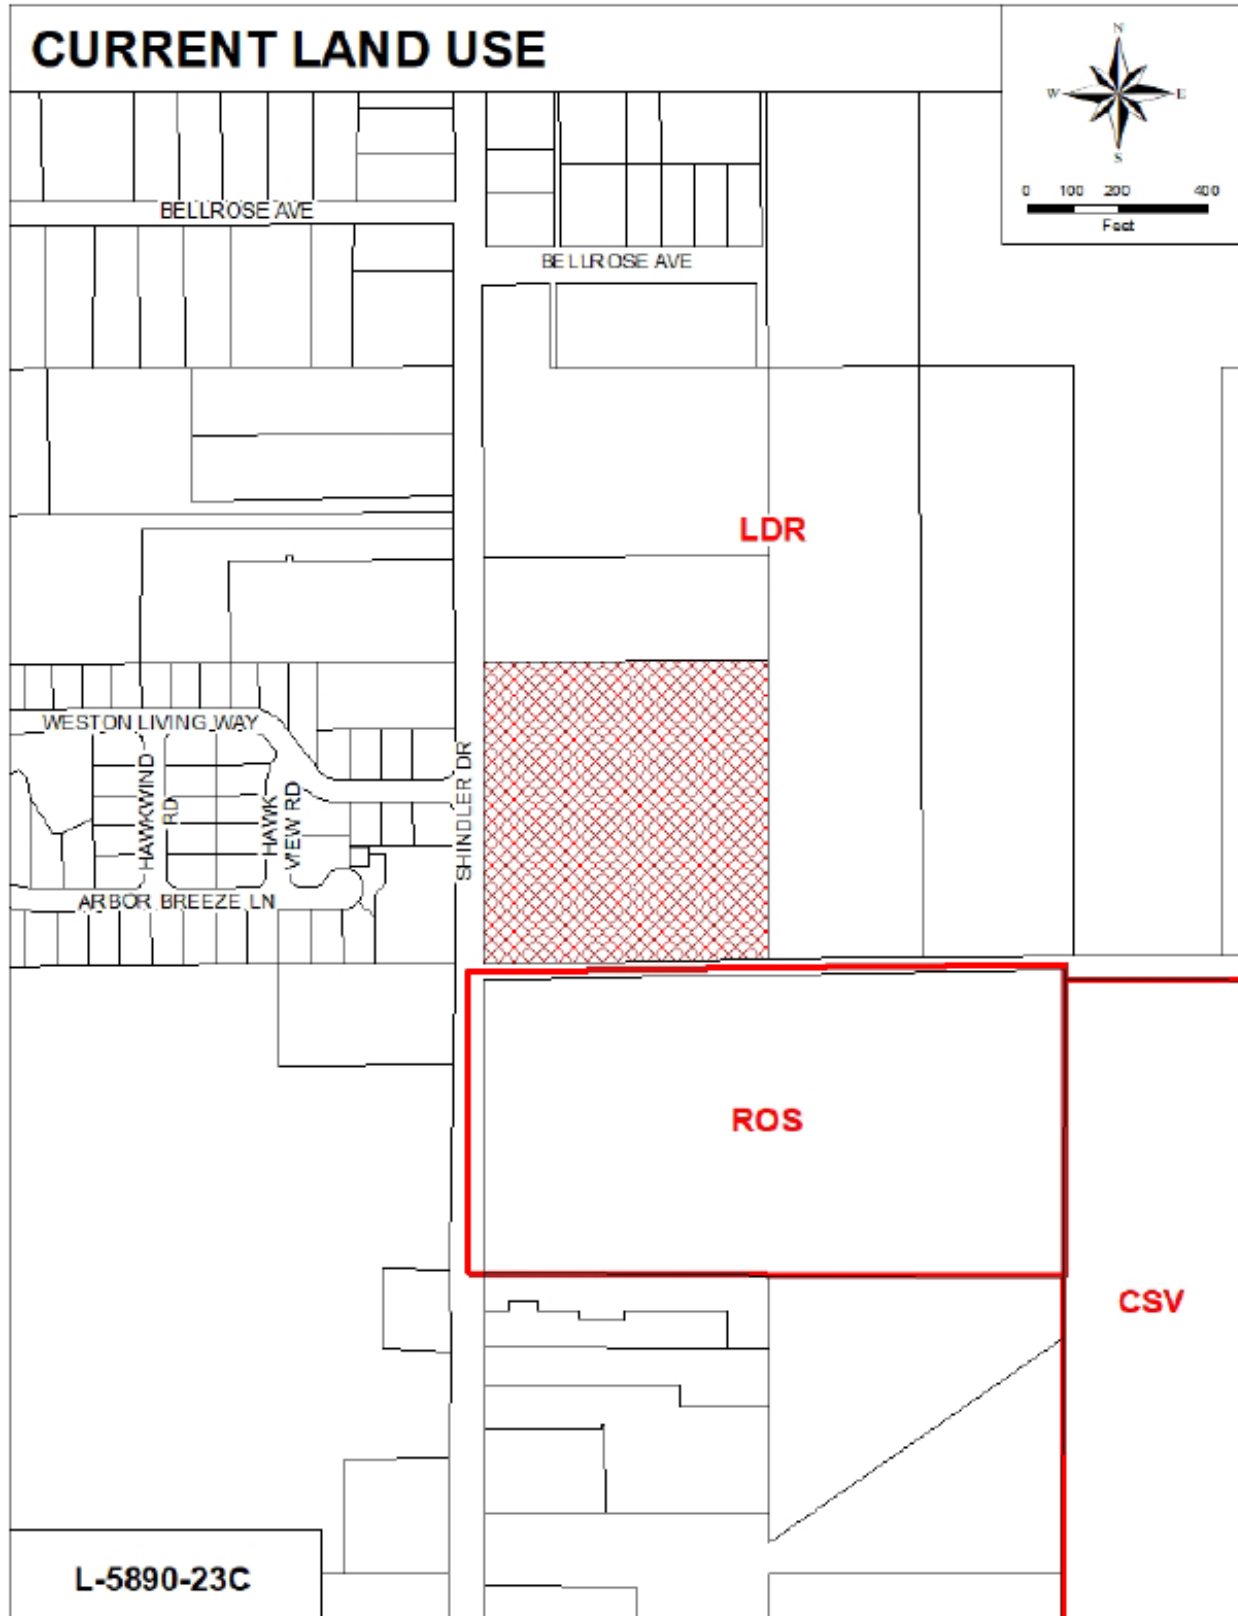 CURRENT LAND USE
N
W E
S
0 100 200 400
Feet
BELLROSE AVE
BELLROSE AVE
LDR
WESTON LIVING WAY
HAWKWIND
RD
HAWK
VIEW RD
SHINDLER DR
ARBOR BREEZE LN
ROS
CSV
L-5890-23C